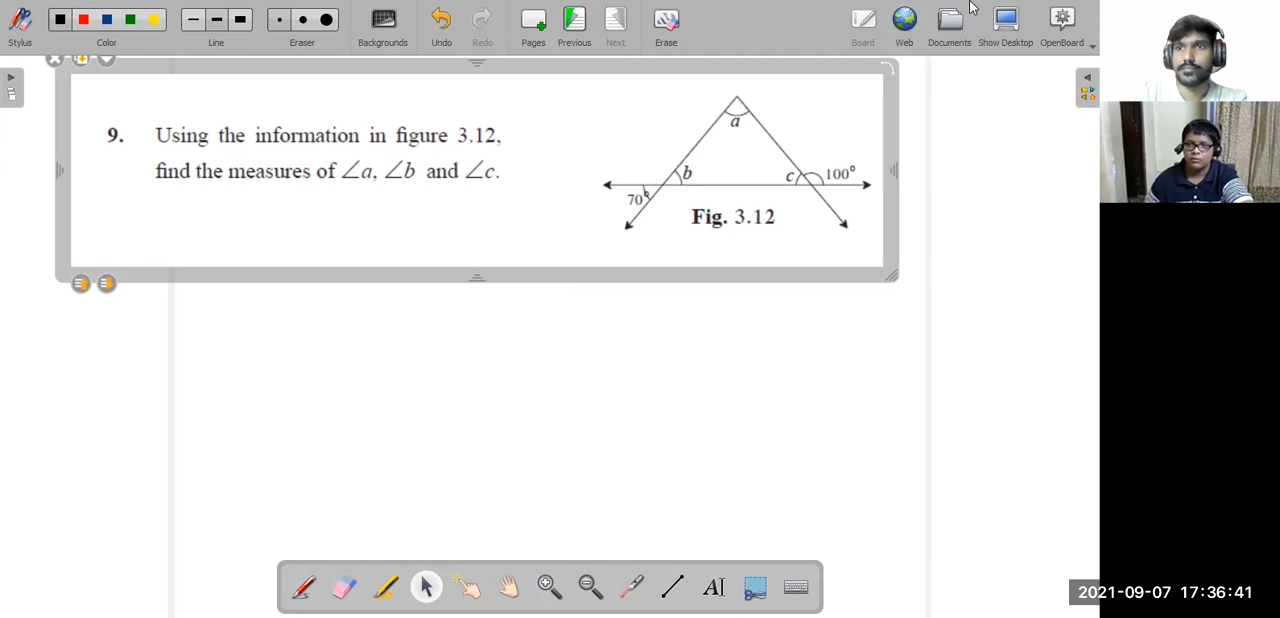 Stylus Color Line Eraser Backgrounds Undo Redo Pages Previous Next Erase Board Web Documents Show Desktop OpenBoard
9. Using the information in figure 3.12,
find the measures of ∠a, ∠b and ∠c.
a
b
c
100°
70°
Fig. 3.12
2021-09-07 17:36:41